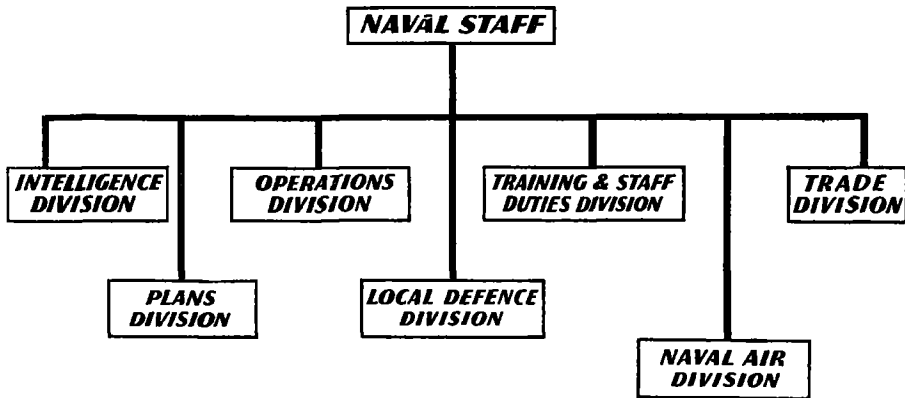 NAVAL STAFF
INTELLIGENCE
DIVISION
OPERATIONS
DIVISION
TRAINING & STAFF
DUTIES DIVISION
TRADE
DIVISION
PLANS
DIVISION
LOCAL DEFENCE
DIVISION
NAVAL AIR
DIVISION